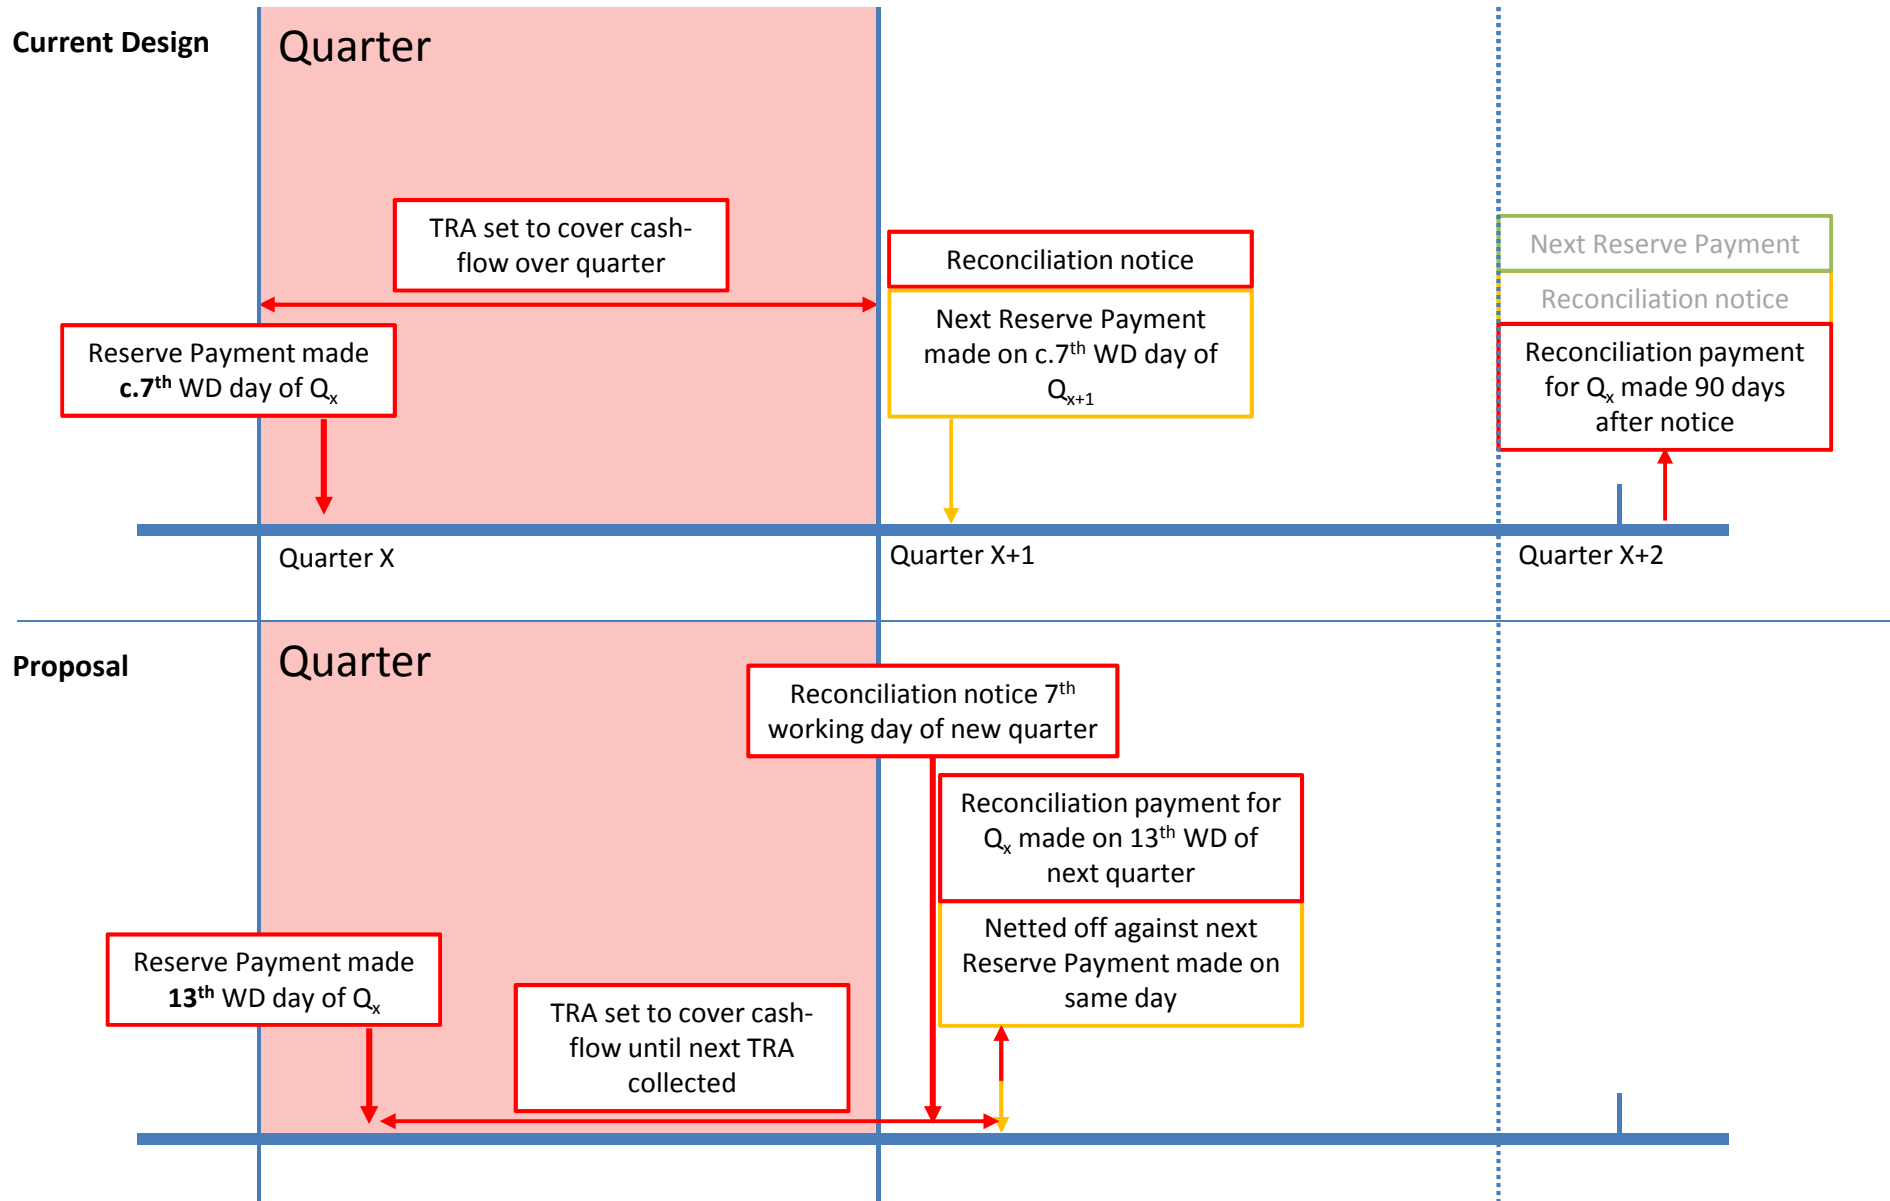 Current Design
Quarter
TRA set to cover cash-
flow over quarter
Reserve Payment made
c.7th WD day of Qx
Reconciliation notice
Next Reserve Payment
made on c.7th WD day of
Qx+1
Next Reserve Payment
Reconciliation notice
Reconciliation payment
for Qx made 90 days
after notice
Quarter X
Quarter X+1
Quarter X+2
Proposal
Quarter
Reconciliation notice 7th
working day of new quarter
Reconciliation payment for
Qx made on 13th WD of
next quarter
Netted off against next
Reserve Payment made on
same day
Reserve Payment made
13th WD day of Qx
TRA set to cover cash-
flow until next TRA
collected